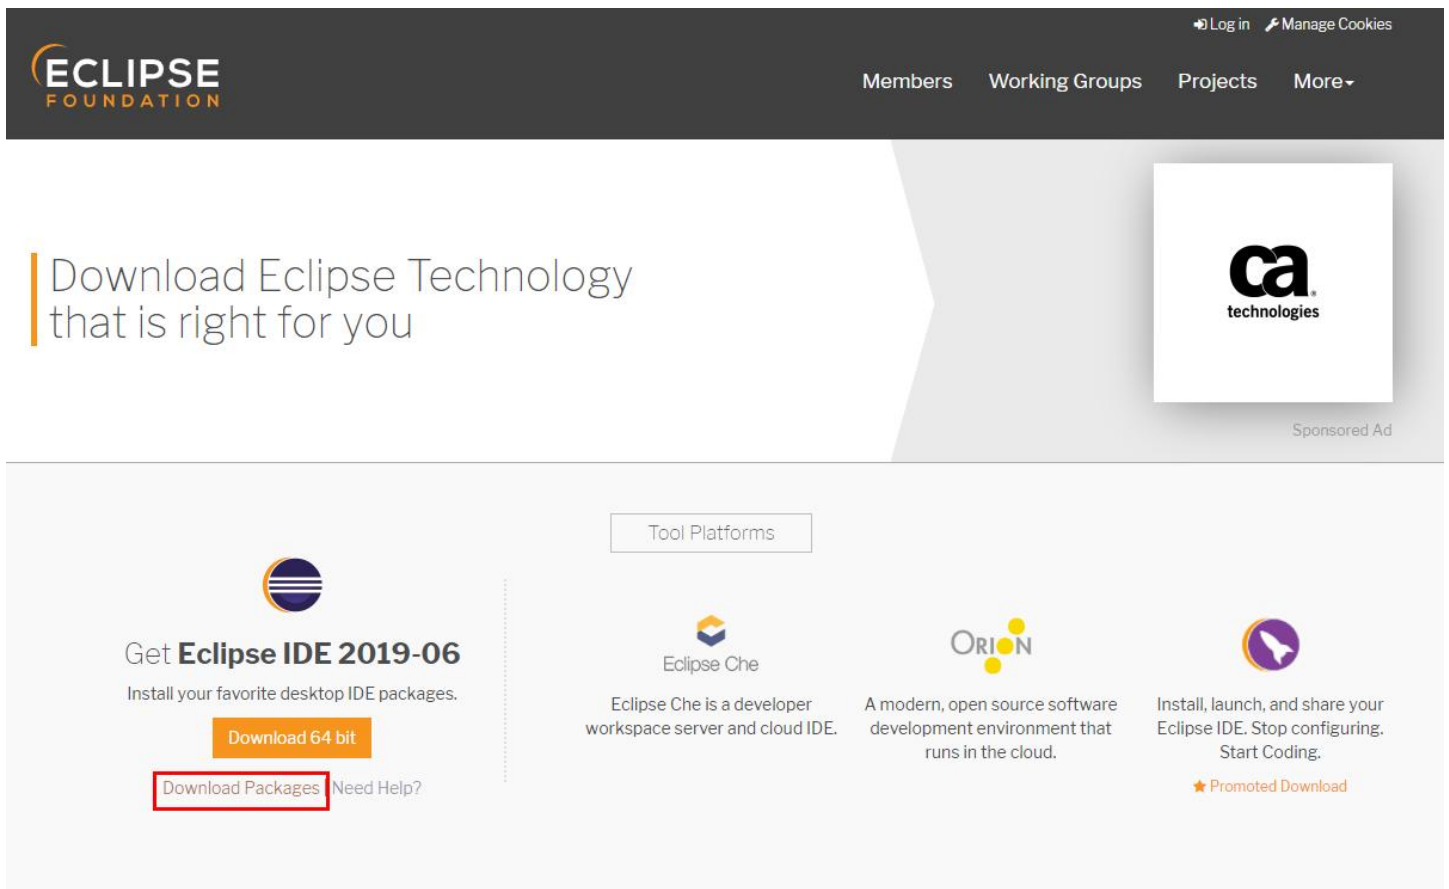 Log in Manage Cookies
ECLIPSE
FOUNDATION
Members Working Groups Projects More
Download Eclipse Technology
that is right for you
ca
technologies
Sponsored Ad
Tool Platforms
Get Eclipse IDE 2019-06
Install your favorite desktop IDE packages.
Download 64 bit
Download Packages | Need Help?
Eclipse Che
Eclipse Che is a developer
workspace server and cloud IDE.
ORION
A modern, open source software
development environment that
runs in the cloud.
Install, launch, and share your
Eclipse IDE. Stop configuring.
Start Coding.
Promoted Download